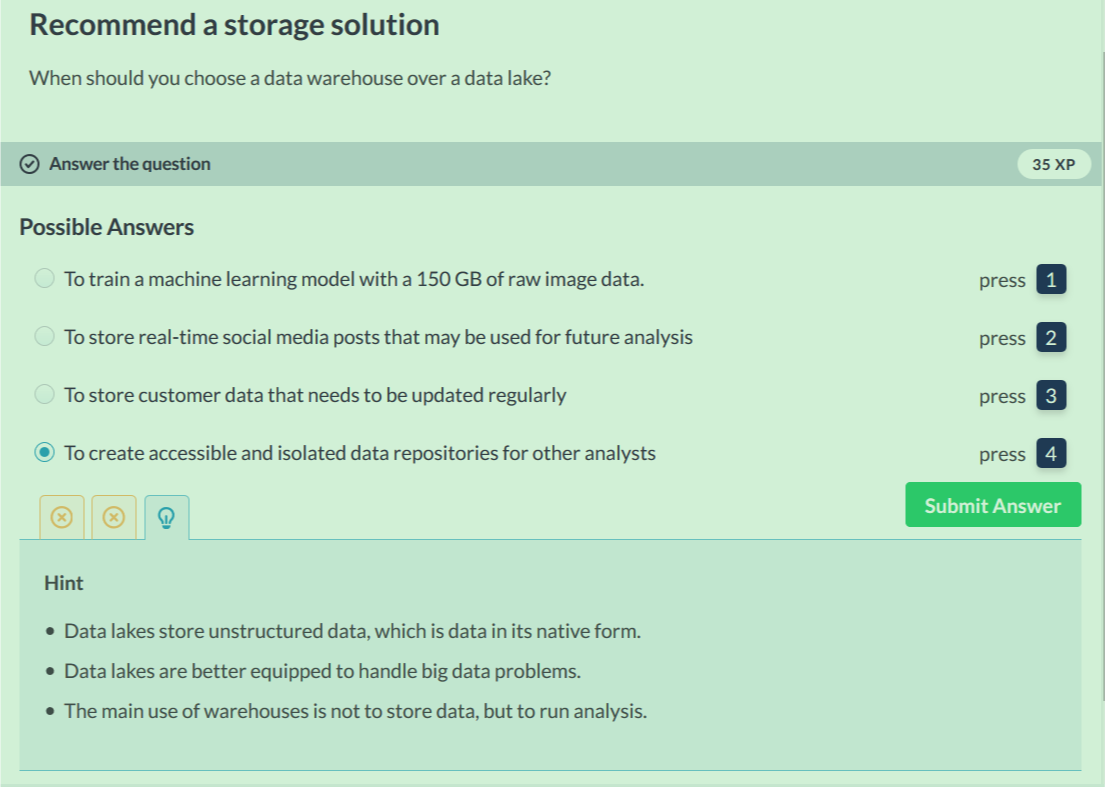 Recommend a storage solution
When should you choose a data warehouse over a data lake?
Answer the question
35 XP
Possible Answers
To train a machine learning model with a 150 GB of raw image data.
press 1
To store real-time social media posts that may be used for future analysis
press 2
To store customer data that needs to be updated regularly
press 3
To create accessible and isolated data repositories for other analysts
press 4
Submit Answer
Hint
• Data lakes store unstructured data, which is data in its native form.
• Data lakes are better equipped to handle big data problems.
• The main use of warehouses is not to store data, but to run analysis.